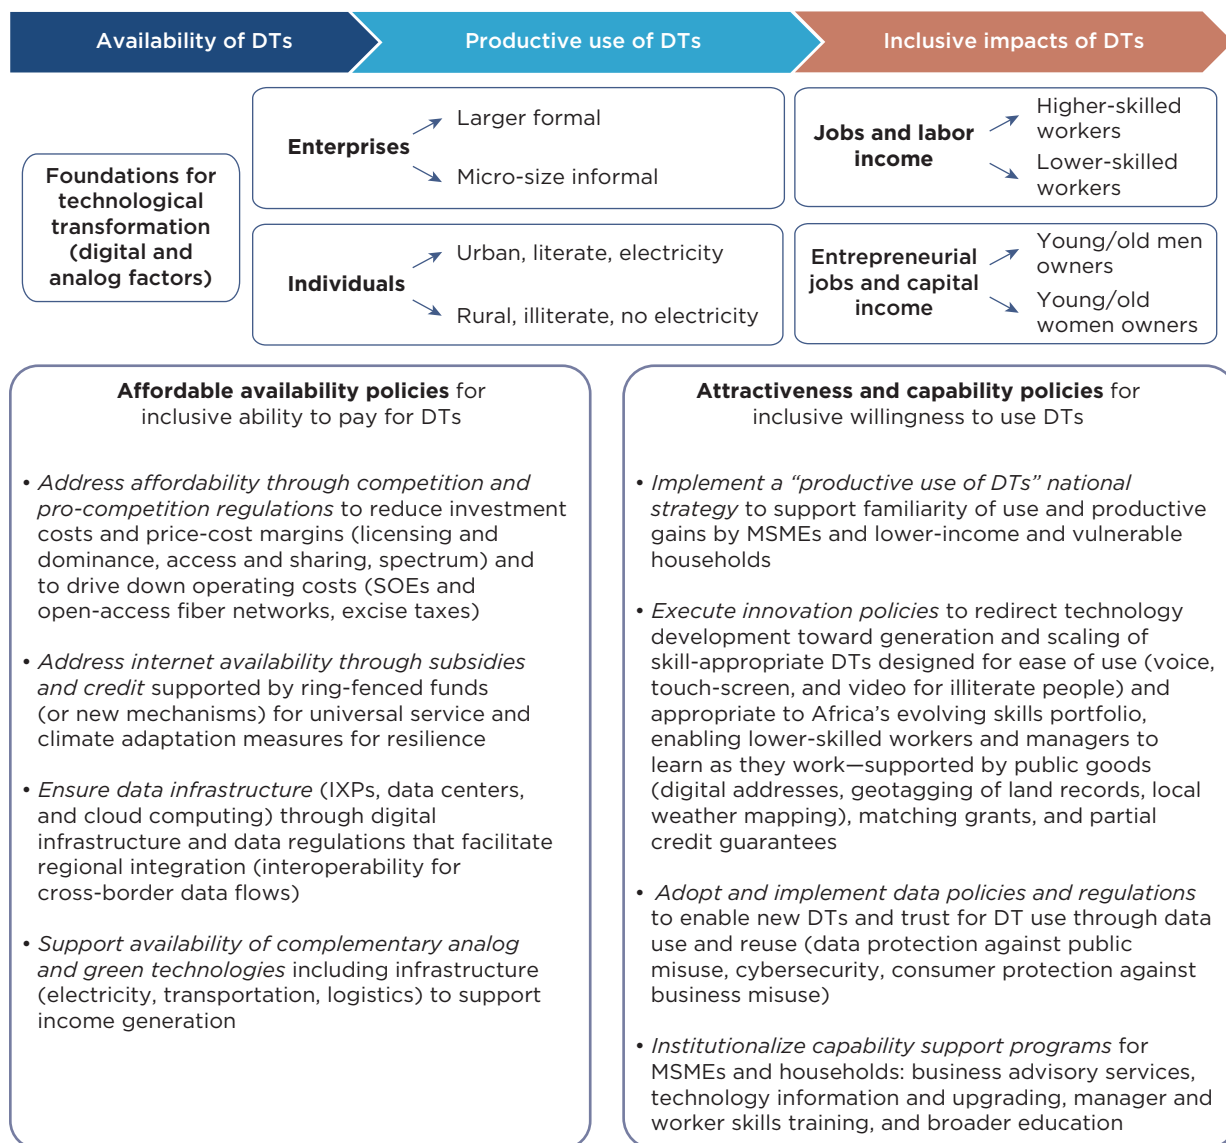 Availability of DTs
Productive use of DTs
Inclusive impacts of DTs
Foundations for
technological
transformation
(digital and
analog factors)
Enterprises
Larger formal
Micro-size informal
Individuals
Urban, literate, electricity
Rural, illiterate, no electricity
Jobs and labor
income
Higher-skilled
workers
Lower-skilled
workers
Entrepreneurial
jobs and capital
income
Young/old men
owners
Young/old
women owners
Affordable availability policies for
inclusive ability to pay for DTs
• Address affordability through competition and
pro-competition regulations to reduce investment
costs and price-cost margins (licensing and
dominance, access and sharing, spectrum) and
to drive down operating costs (SOEs and
open-access fiber networks, excise taxes)
• Address internet availability through subsidies
and credit supported by ring-fenced funds
(or new mechanisms) for universal service and
climate adaptation measures for resilience
• Ensure data infrastructure (IXPs, data centers,
and cloud computing) through digital
infrastructure and data regulations that facilitate
regional integration (interoperability for
cross-border data flows)
• Support availability of complementary analog
and green technologies including infrastructure
(electricity, transportation, logistics) to support
income generation
Attractiveness and capability policies for
inclusive willingness to use DTs
• Implement a “productive use of DTs” national
strategy to support familiarity of use and productive
gains by MSMEs and lower-income and vulnerable
households
• Execute innovation policies to redirect technology
development toward generation and scaling of
skill-appropriate DTs designed for ease of use (voice,
touch-screen, and video for illiterate people) and
appropriate to Africa’s evolving skills portfolio,
enabling lower-skilled workers and managers to
learn as they work—supported by public goods
(digital addresses, geotagging of land records, local
weather mapping), matching grants, and partial
credit guarantees
• Adopt and implement data policies and regulations
to enable new DTs and trust for DT use through data
use and reuse (data protection against public
misuse, cybersecurity, consumer protection against
business misuse)
• Institutionalize capability support programs for
MSMEs and households: business advisory services,
technology information and upgrading, manager and
worker skills training, and broader education